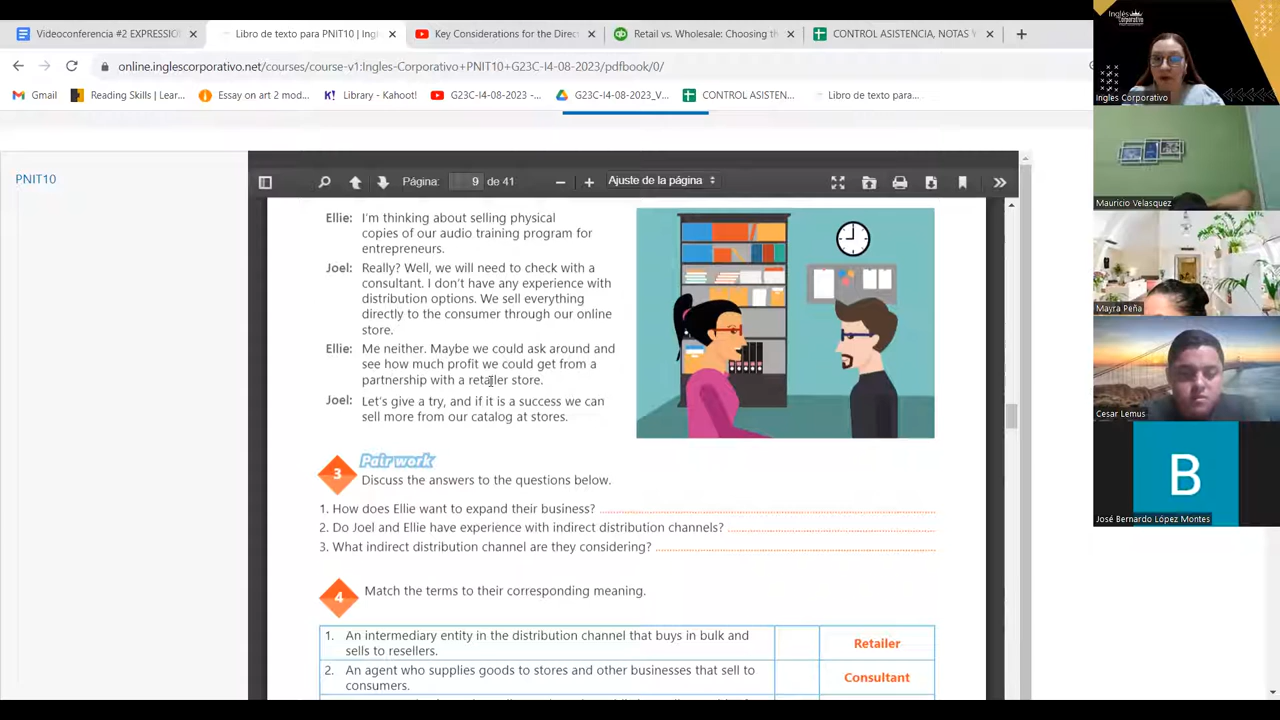 Videoconferencia #2 EXPRESSION
Libro de texto para PNIT10 | Ingl
Key Considerations for the Direct
Retail vs. Wholesale: Choosing th
CONTROL ASISTENCIA, NOTAS Y
online.inglescorporativo.net/courses/course-v1:Ingles-Corporativo+PNIT10+G23C-I4-08-2023/pdfbook/0/
Gmail
Reading Skills | Lear...
Essay on art 2 mod...
Library - Kahoot!
G23C-I4-08-2023 -...
G23C-I4-08-2023_V...
CONTROL ASISTEN...
Libro de texto para...
PNIT10
Página: 9 de 41
Ajuste de la página
Ellie: I'm thinking about selling physical
copies of our audio training program for
entrepreneurs.
Joel: Really? Well, we will need to check with a
consultant. I don't have any experience with
distribution options. We sell everything
directly to the consumer through our online
store.
Ellie: Me neither. Maybe we could ask around and
see how much profit we could get from a
partnership with a retailer store.
Joel: Let's give a try, and if it is a success we can
sell more from our catalog at stores.
3
Pair work
Discuss the answers to the questions below.
1. How does Ellie want to expand their business?
2. Do Joel and Ellie have experience with indirect distribution channels?
3. What indirect distribution channel are they considering?
4
Match the terms to their corresponding meaning.
1. An intermediary entity in the distribution channel that buys in bulk and
sells to resellers.
Retailer
2. An agent who supplies goods to stores and other businesses that sell to
consumers.
Consultant
Inglés
Corporativo
Ingles Corporativo
Mauricio Velasquez
Mayra Peña
Cesar Lemus
B
José Bernardo López Montes